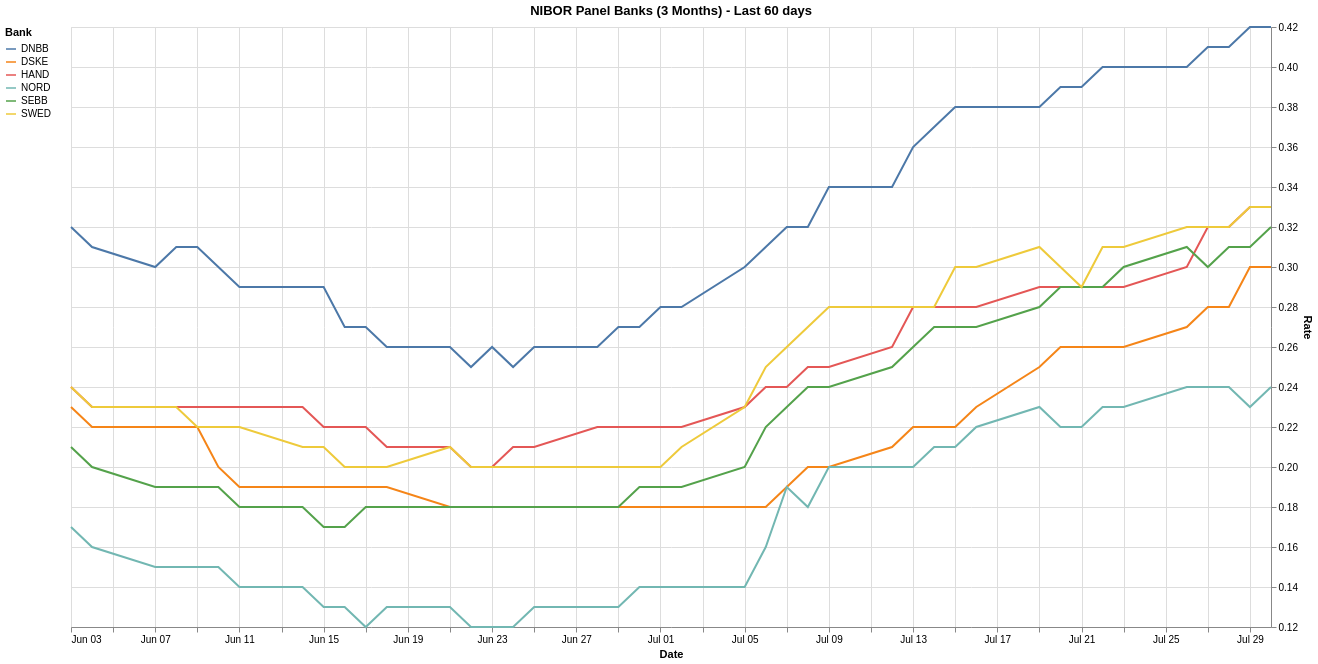 NIBOR Panel Banks (3 Months) - Last 60 days
Bank
DNBB
DSKE
HAND
NORD
SEBB
SWED
0.42
0.40
0.38
0.36
0.34
0.32
0.30
0.28
0.26
0.24
0.22
0.20
0.18
0.16
0.14
0.12
Rate
Jun 03 Jun 07 Jun 11 Jun 15 Jun 19 Jun 23 Jun 27 Jul 01 Jul 05 Jul 09 Jul 13 Jul 17 Jul 21 Jul 25 Jul 29
Date